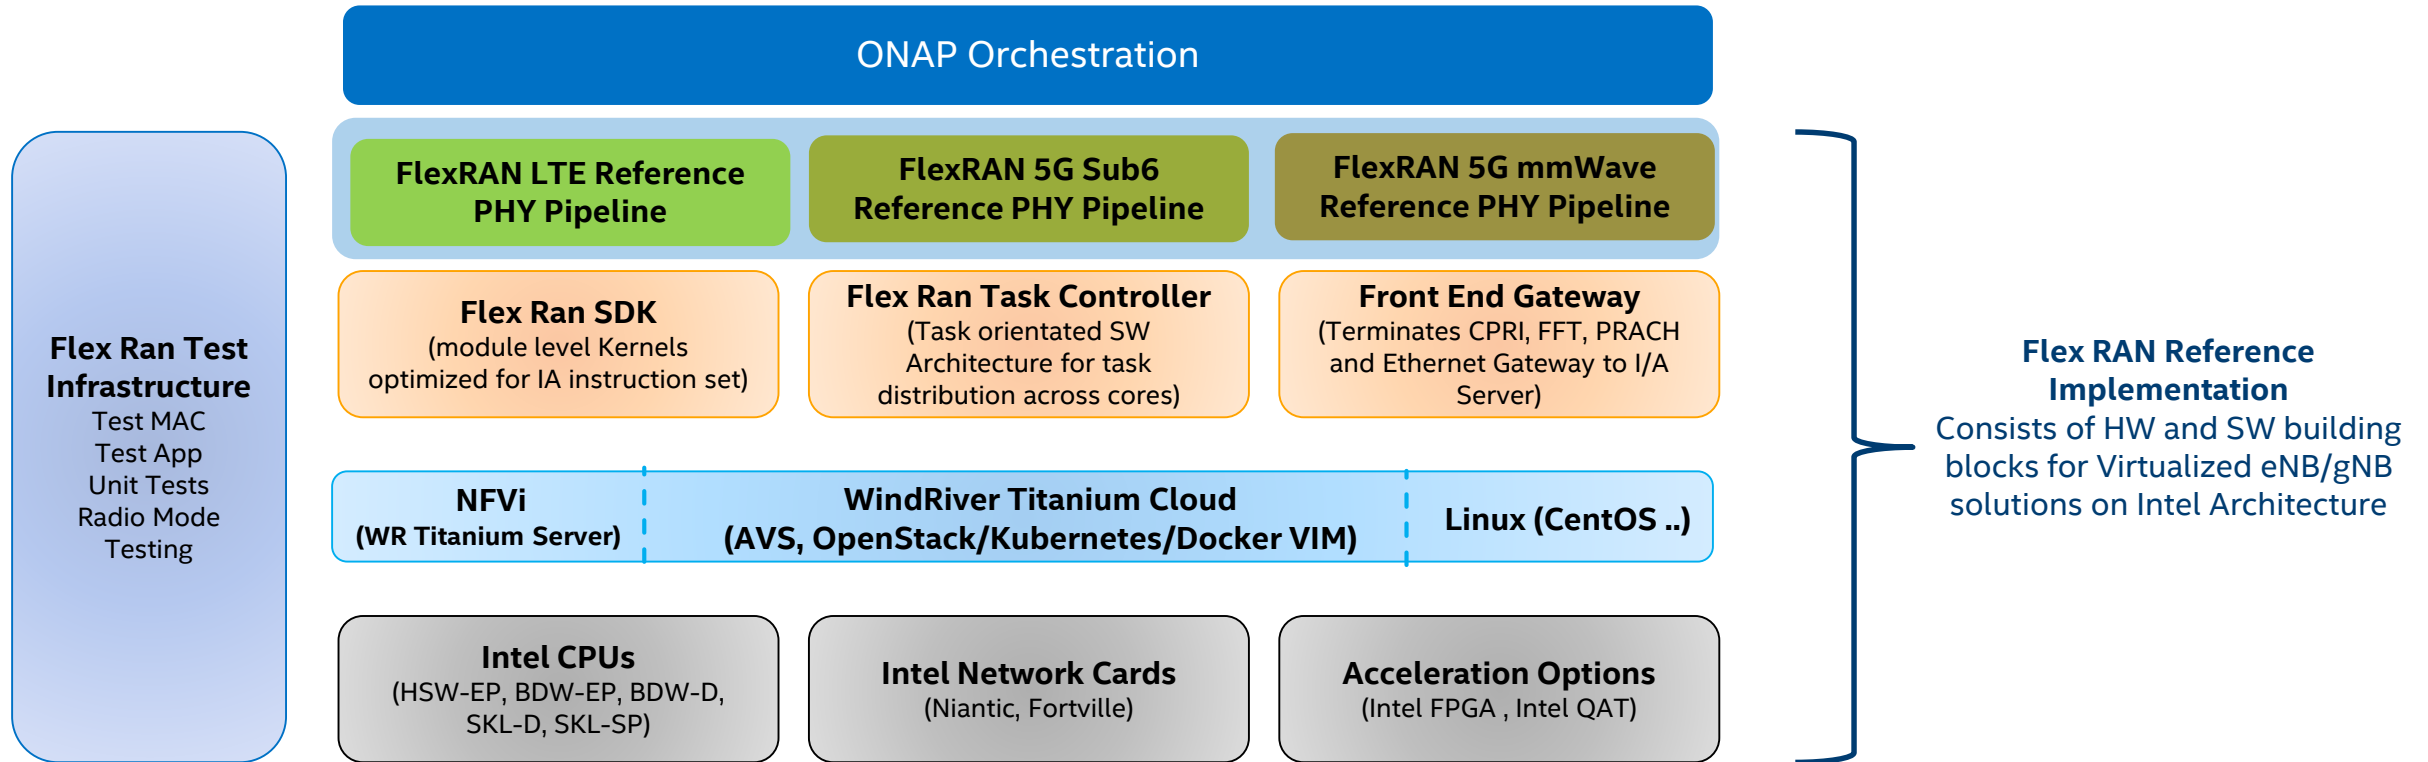 ONAP Orchestration
FlexRAN LTE Reference
PHY Pipeline
FlexRAN 5G Sub6
Reference PHY Pipeline
FlexRAN 5G mmWave
Reference PHY Pipeline
Flex Ran Test
Infrastructure
Test MAC
Test App
Unit Tests
Radio Mode
Testing
Flex Ran SDK
(module level Kernels
optimized for IA instruction set)
Flex Ran Task Controller
(Task orientated SW
Architecture for task
distribution across cores)
Front End Gateway
(Terminates CPRI, FFT, PRACH
and Ethernet Gateway to I/A
Server)
NFVi
(WR Titanium Server)
WindRiver Titanium Cloud
(AVS, OpenStack/Kubernetes/Docker VIM)
Linux (CentOS ..)
Intel CPUs
(HSW-EP, BDW-EP, BDW-D,
SKL-D, SKL-SP)
Intel Network Cards
(Niantic, Fortville)
Acceleration Options
(Intel FPGA , Intel QAT)
Flex RAN Reference
Implementation
Consists of HW and SW building
blocks for Virtualized eNB/gNB
solutions on Intel Architecture